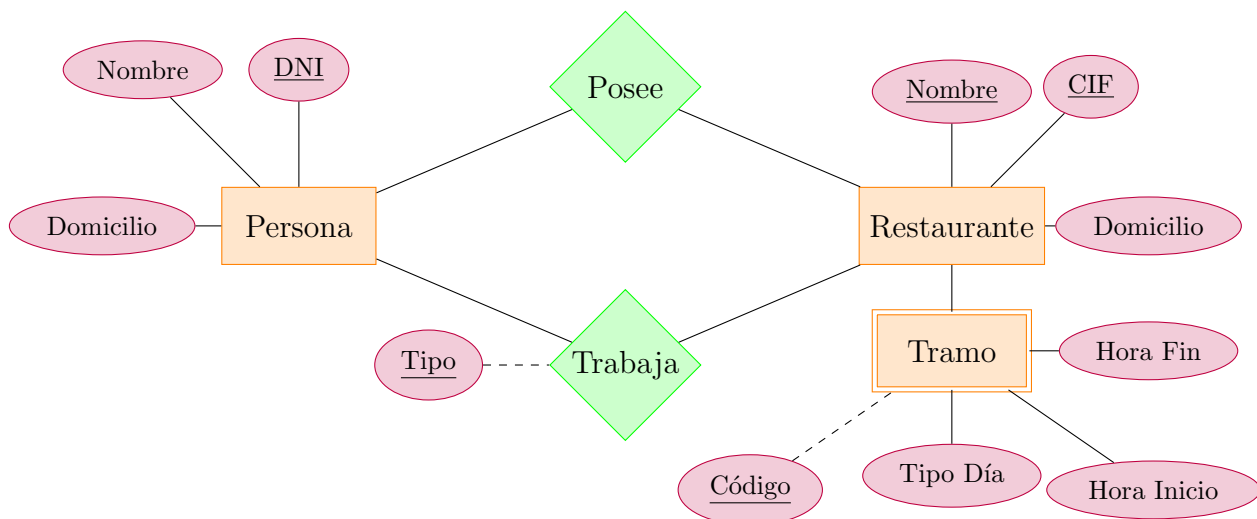 Posee
Nombre
DNI
Nombre
CIF
Persona
Restaurante
Domicilio
Domicilio
Tramo
Hora Fin
Tipo
Trabaja
Código
Tipo Día
Hora Inicio